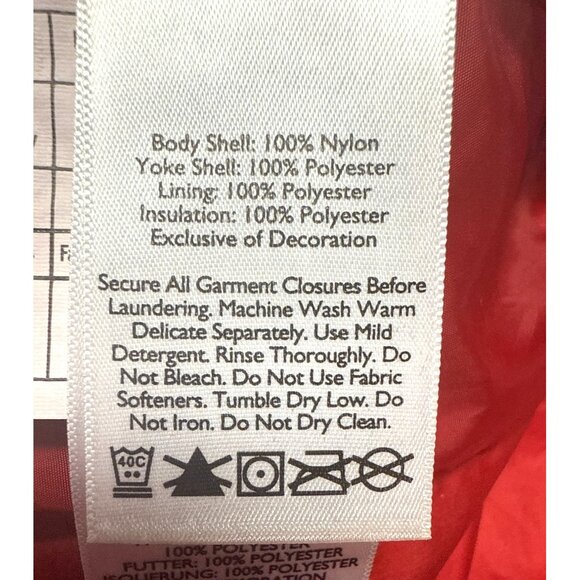 Body Shell: 100% Nylon
Yoke Shell: 100% Polyester
Lining: 100% Polyester
Insulation: 100% Polyester
Exclusive of Decoration
Secure All Garment Closures Before
Laundering. Machine Wash Warm
Delicate Separately. Use Mild
Detergent. Rinse Thoroughly. Do
Not Bleach. Do Not Use Fabric
Softeners. Tumble Dry Low. Do
Not Iron. Do Not Dry Clean.
40C
100% POLYESTER
FUTTER: 100% POLYESTER
ISOLIERUNG: 100% POLYESTER